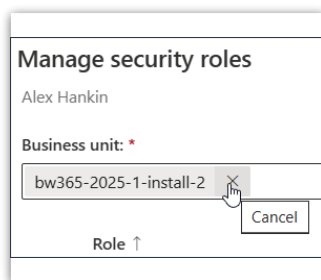 Manage security roles
Alex Hankin
Business unit: *
bw365-2025-1-install-2
Cancel
Role ↑